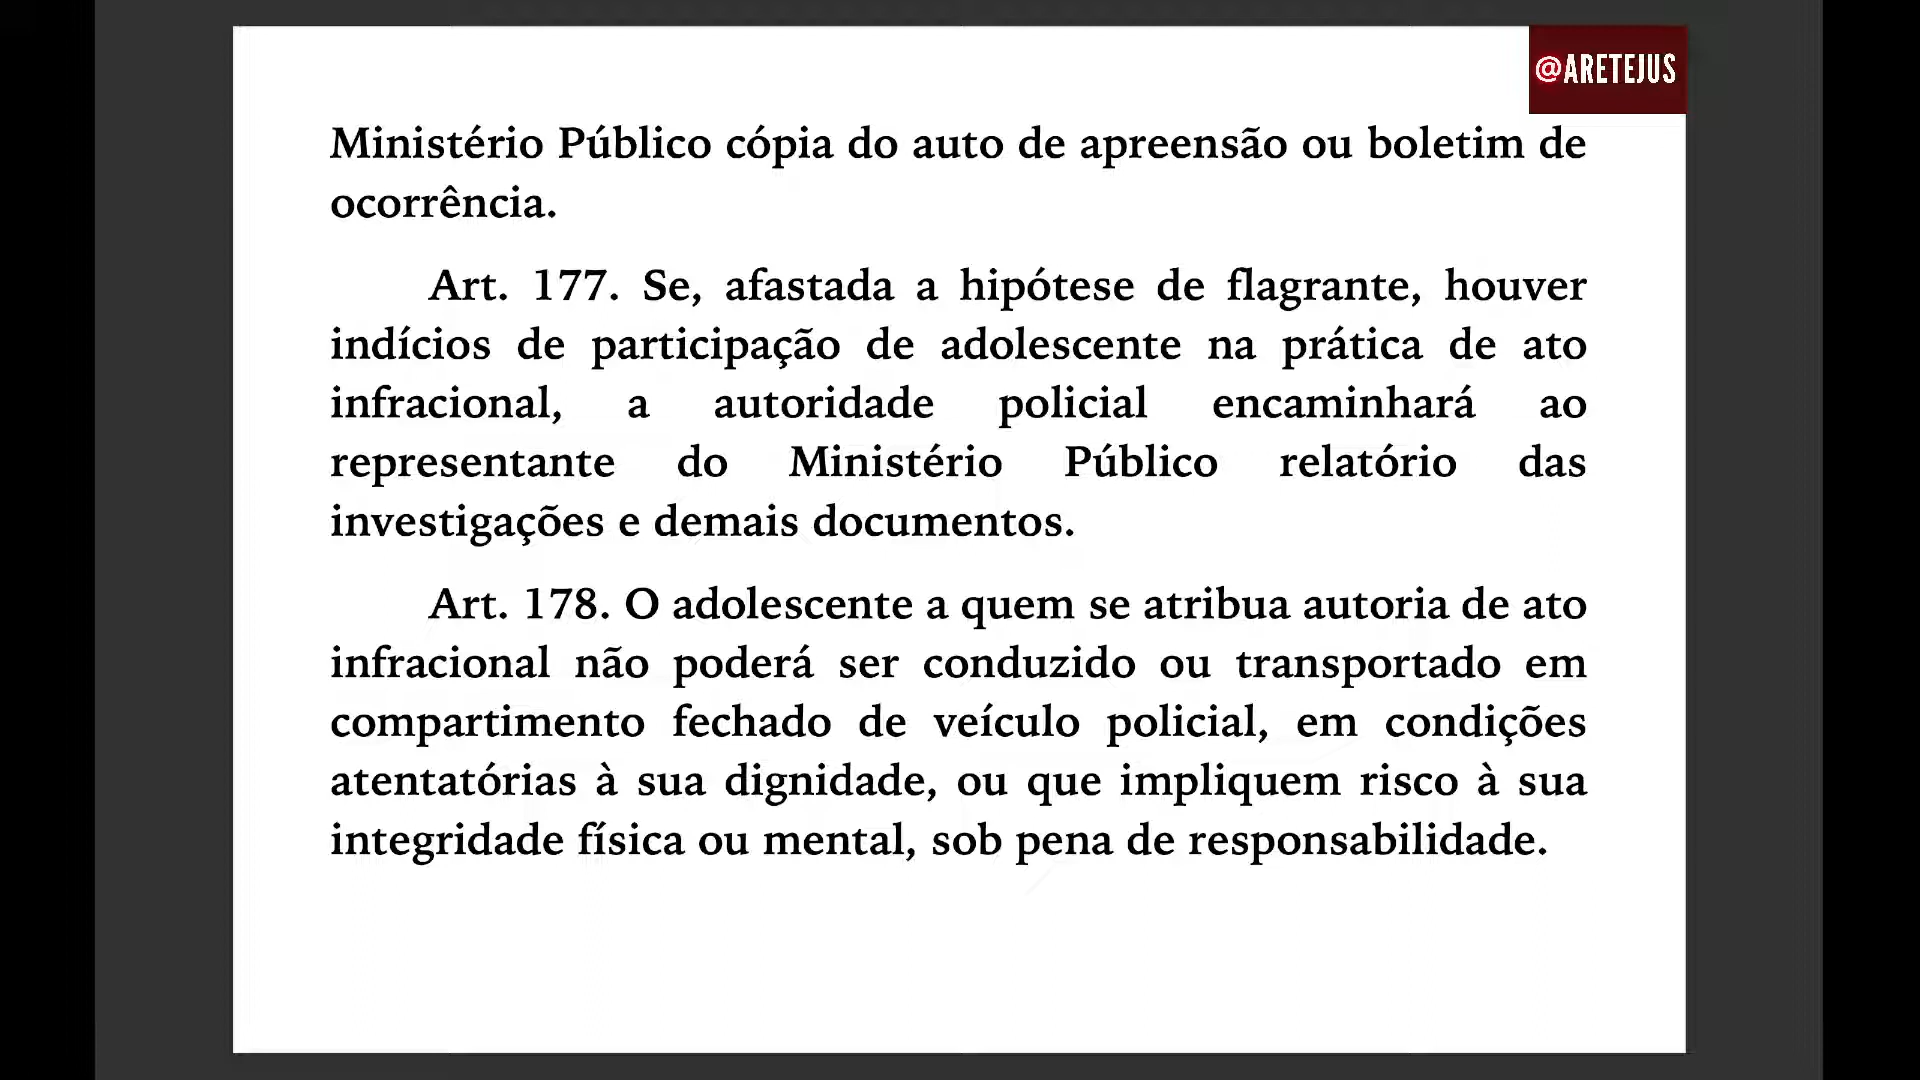 @ARETEJUS
Ministério Público cópia do auto de apreensão ou boletim de
ocorrência.
Art. 177. Se, afastada a hipótese de flagrante, houver
indícios de participação de adolescente na prática de ato
infracional, a autoridade policial encaminhará ao
representante do Ministério Público relatório das
investigações e demais documentos.
Art. 178. O adolescente a quem se atribua autoria de ato
infracional não poderá ser conduzido ou transportado em
compartimento fechado de veículo policial, em condições
atentatórias à sua dignidade, ou que impliquem risco à sua
integridade física ou mental, sob pena de responsabilidade.